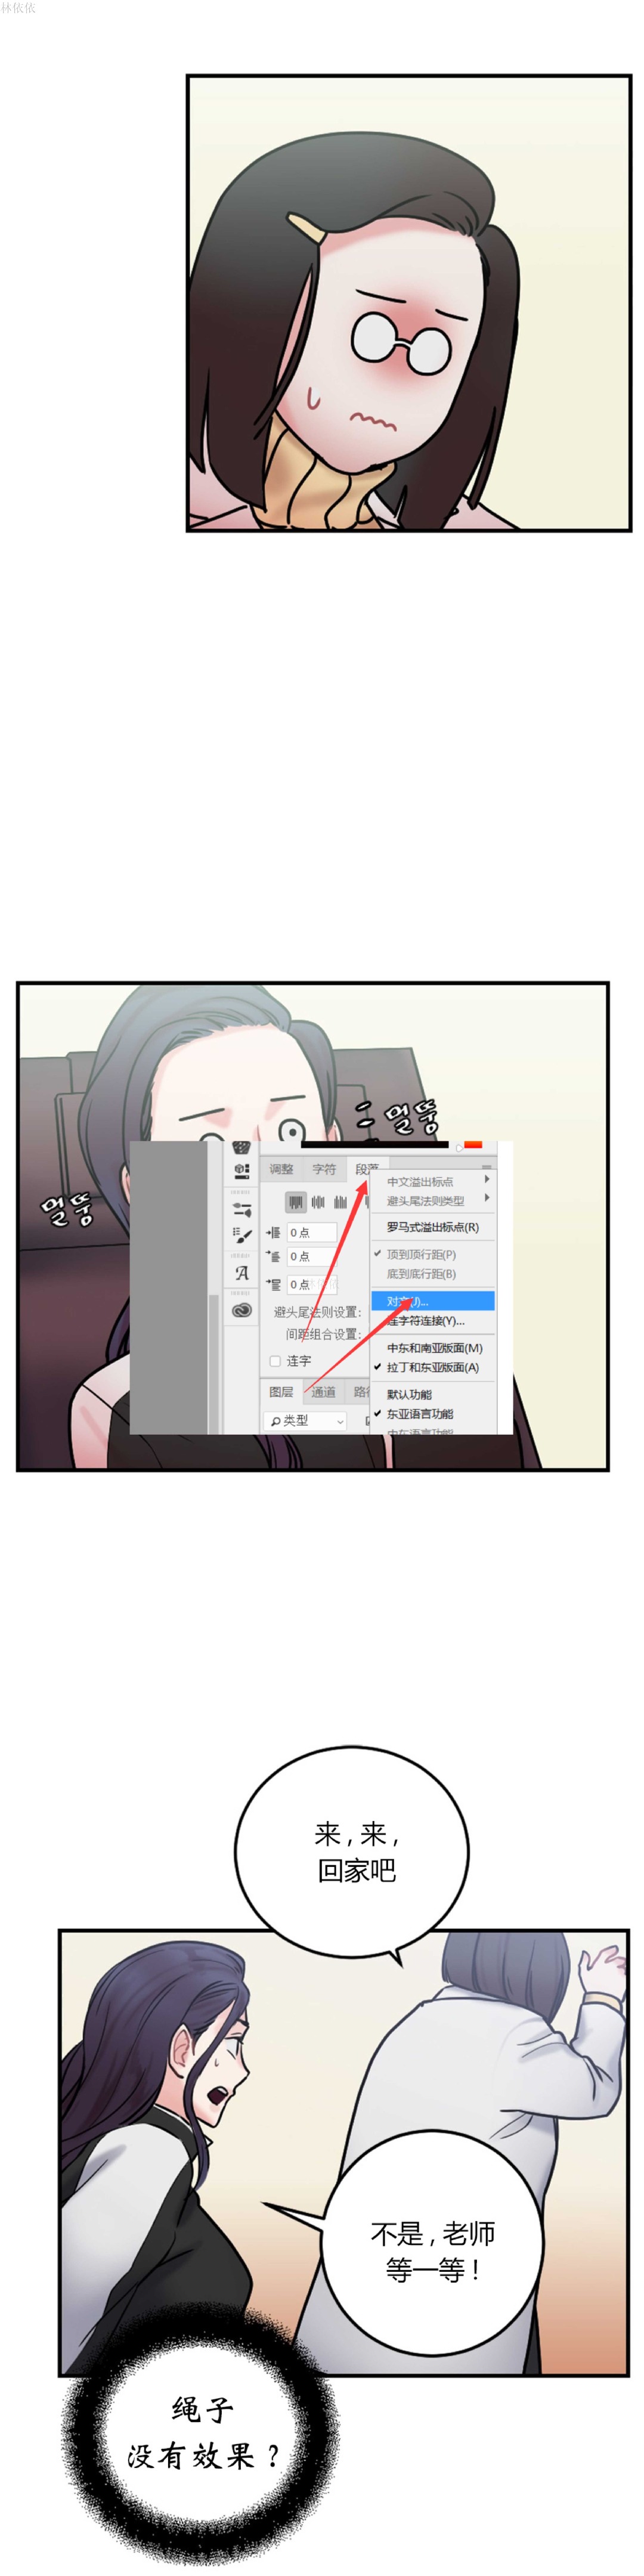 林依依
멀뚱
멀뚱
调整 字符 段落
中文溢出标点
避头尾法则类型
罗马式溢出标点(R)
0 点
顶到顶行距(P)
0 点
底到底行距(B)
0 点
对齐(J)...
避头尾法则设置：
连字符连接(Y)...
间距组合设置：
中东和南亚版面(M)
连字
拉丁和东亚版面(A)
图层 通道
默认功能
类型
东亚语言功能
中东语言功能
来，来，
回家吧
不是，老师
等一等！
绳子
没有效果？